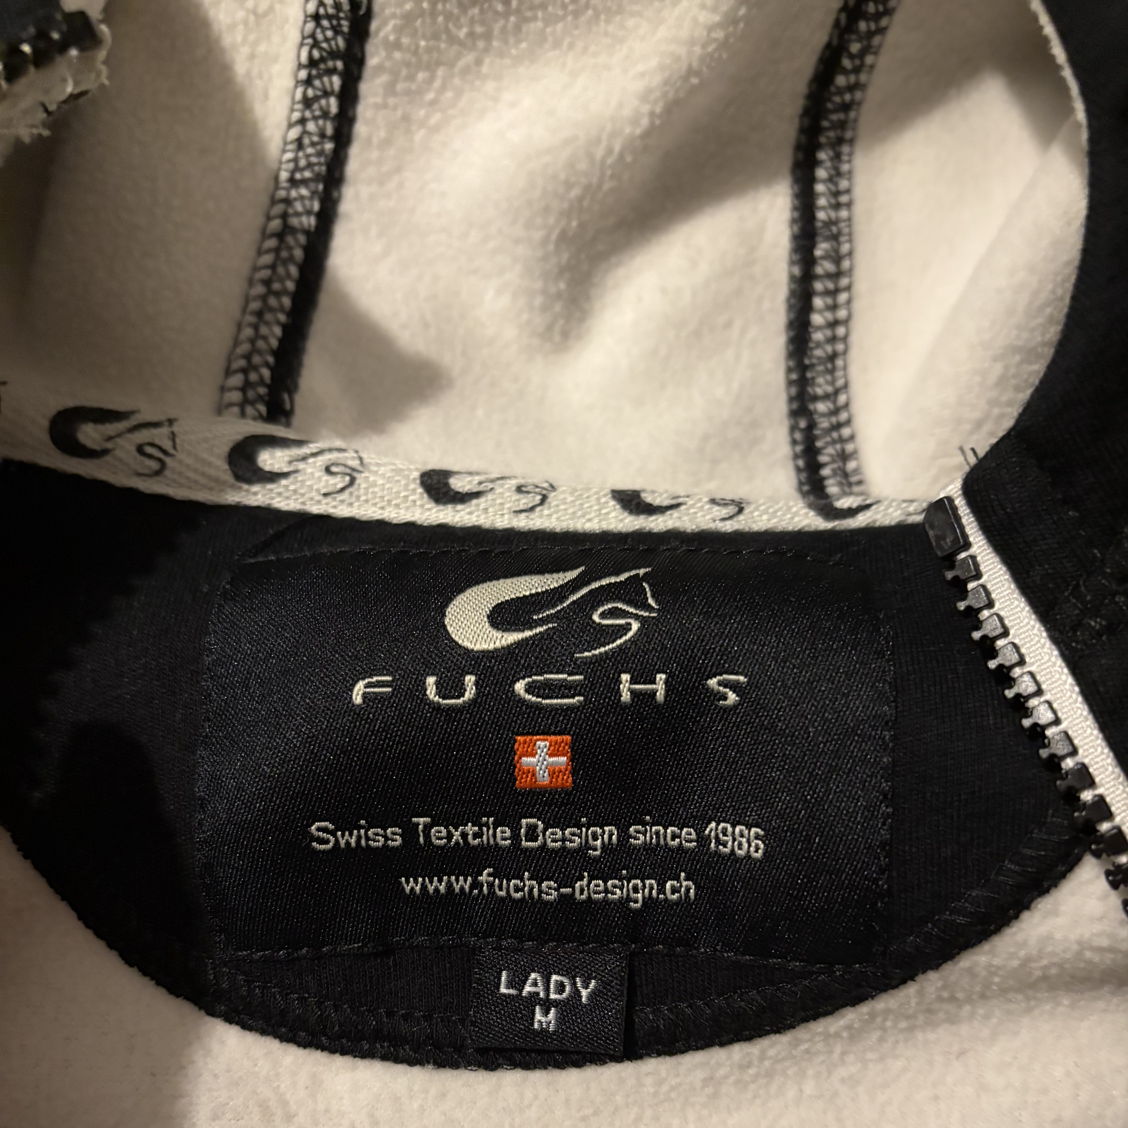 FUCHS
Swiss Textile Design since 1986
www.fuchs-design.ch
LADY
M